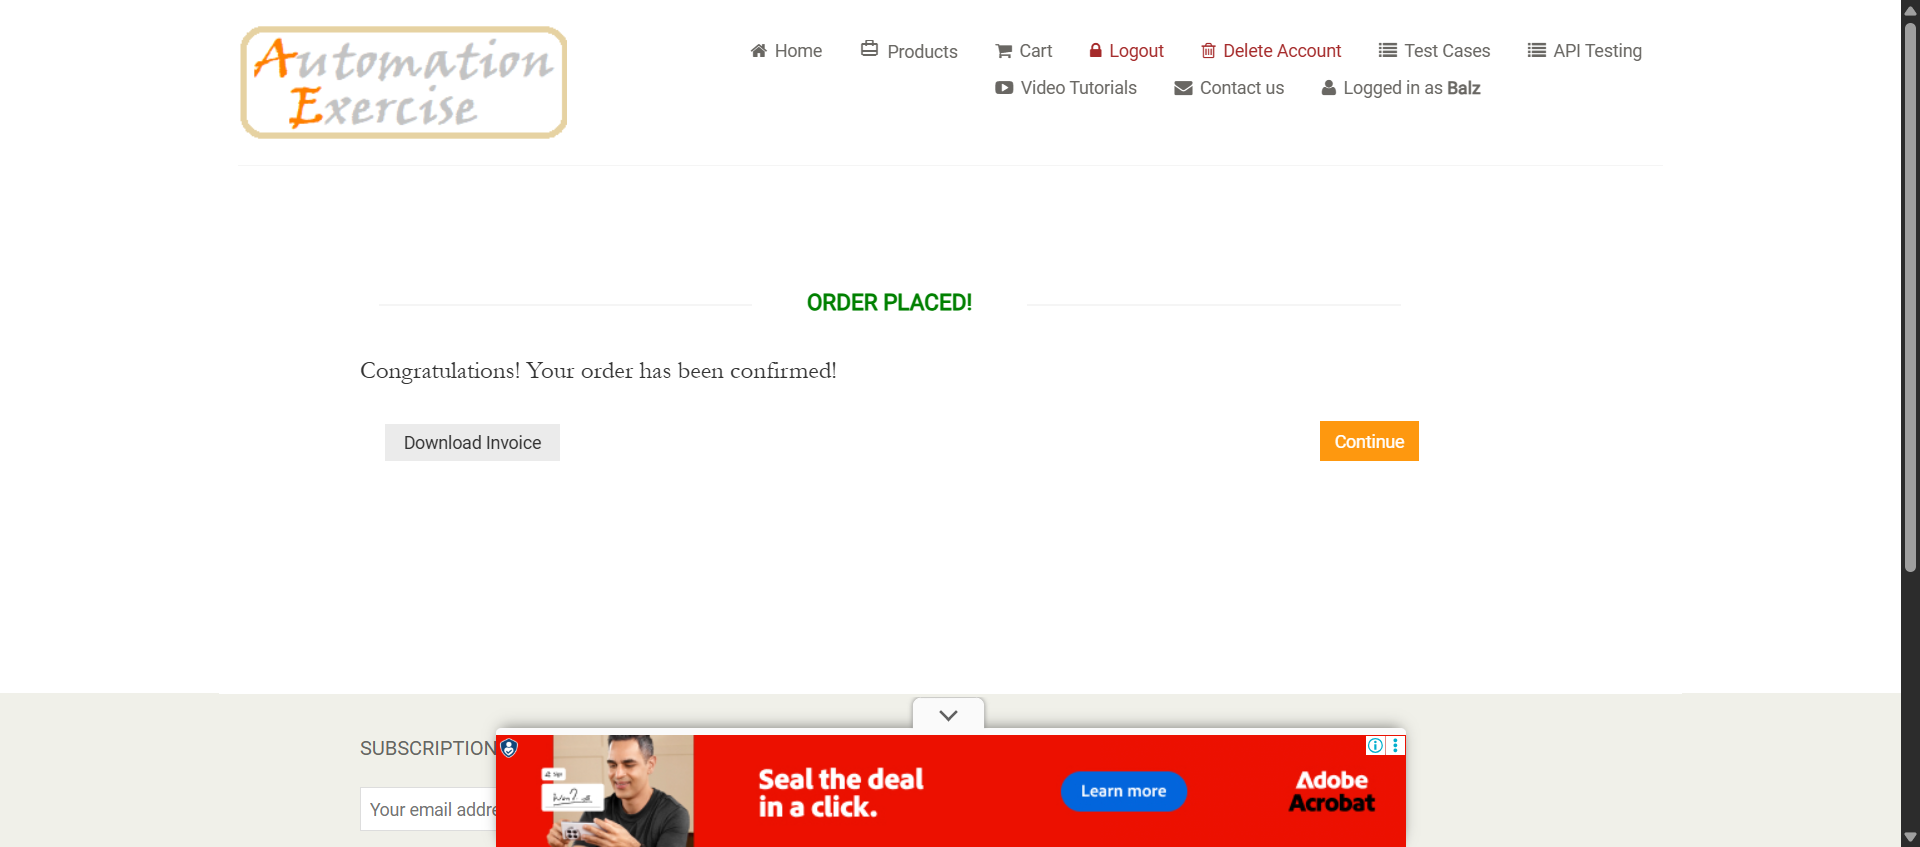 Automation
Exercise
Home
Products
Cart
Logout
Delete Account
Test Cases
API Testing
Video Tutorials
Contact us
Logged in as Balz
ORDER PLACED!
Congratulations! Your order has been confirmed!
Download Invoice
Continue
SUBSCRIPTION
Your email addre
Sign
Seal the deal
in a click.
Learn more
Adobe
Acrobat